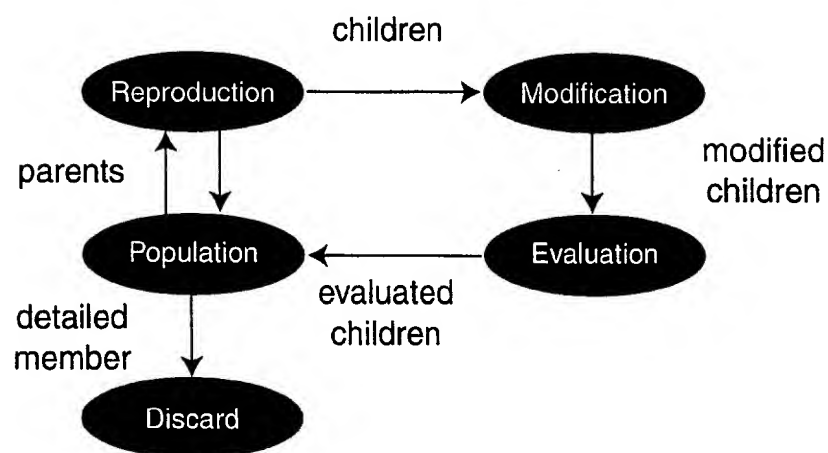 children
Reproduction
Modification
parents
modified
children
Population
Evaluation
evaluated
children
detailed
member
Discard